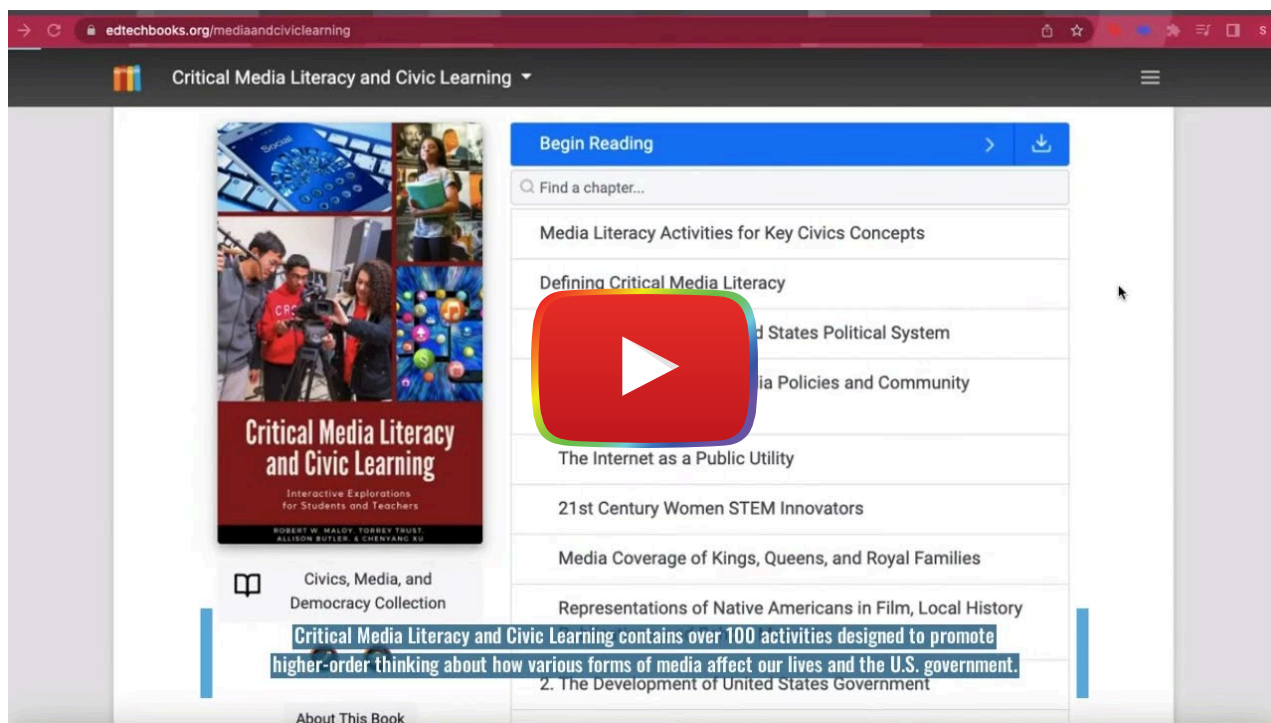 edtechbooks.org/mediaandciviclearning
S
Critical Media Literacy and Civic Learning
Social
CRO
Critical Media Literacy
and Civic Learning
Interactive Explorations
for Students and Teachers
ROBERT W. MALOY, TORREY TRUST,
ALLISON BUTLER, & CHENYANG XU
Civics, Media, and
Democracy Collection
About This Book
Begin Reading
Find a chapter...
Media Literacy Activities for Key Civics Concepts
Defining Critical Media Literacy
d States Political System
ia Policies and Community
The Internet as a Public Utility
21st Century Women STEM Innovators
Media Coverage of Kings, Queens, and Royal Families
Representations of Native Americans in Film, Local History
2. The Development of United States Government
Critical Media Literacy and Civic Learning contains over 100 activities designed to promote
higher-order thinking about how various forms of media affect our lives and the U.S. government.